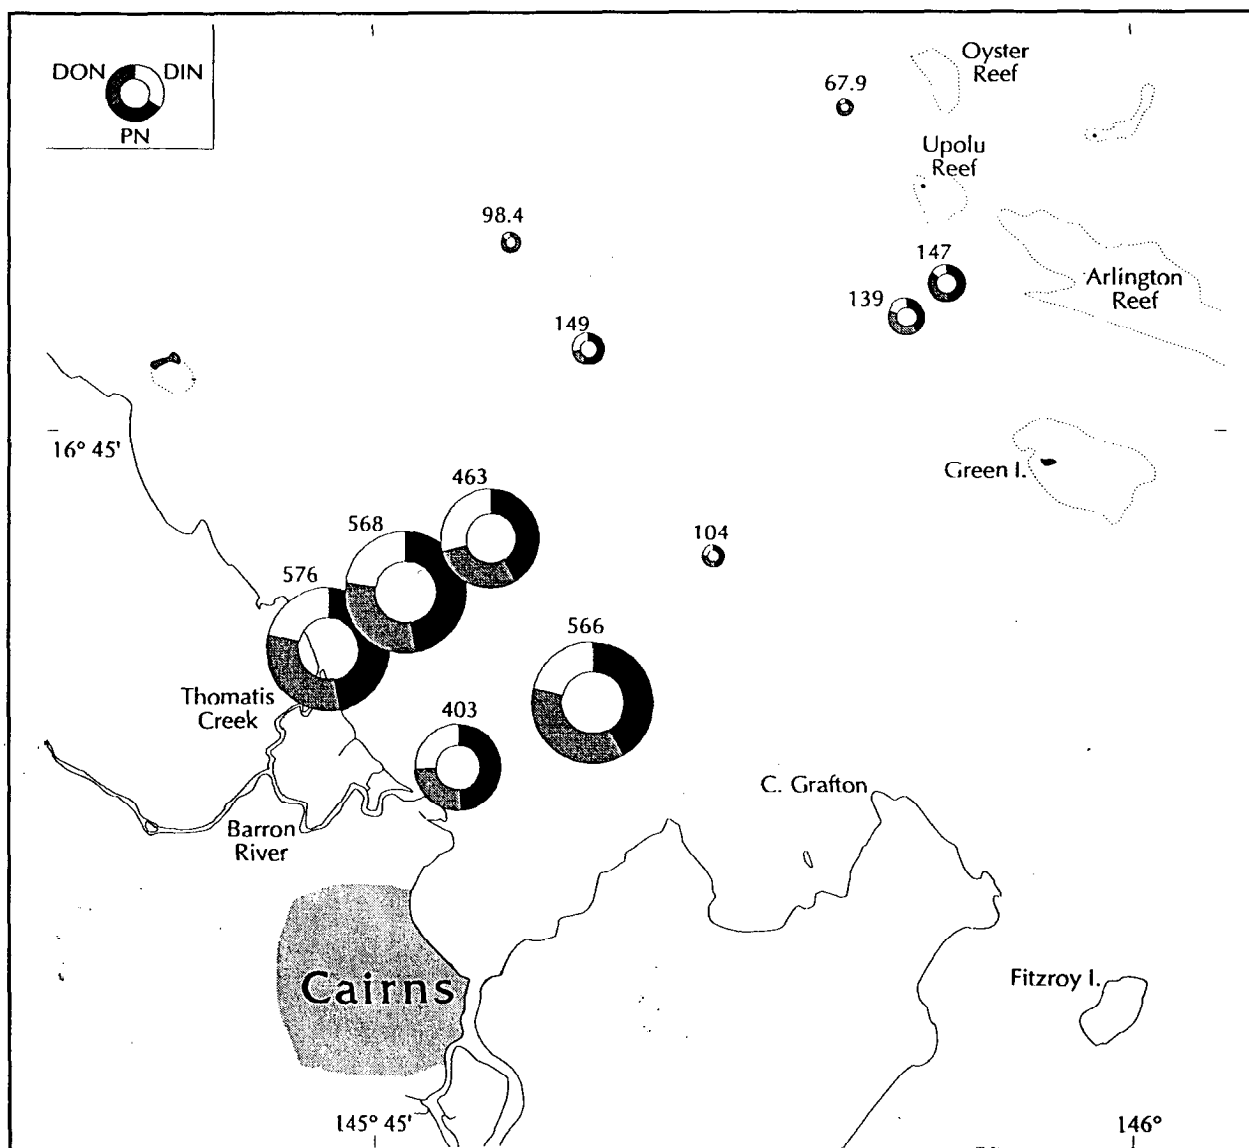 DON
DIN
PN
Oyster
Reef
67.9
Upolu
Reef
98.4
147
Arlington
Reef
139
149
16° 45'
463
Green I.
568
104
576
566
Thomatis
Creek
403
C. Grafton
Barron
River
Cairns
Fitzroy I.
145° 45'
146°